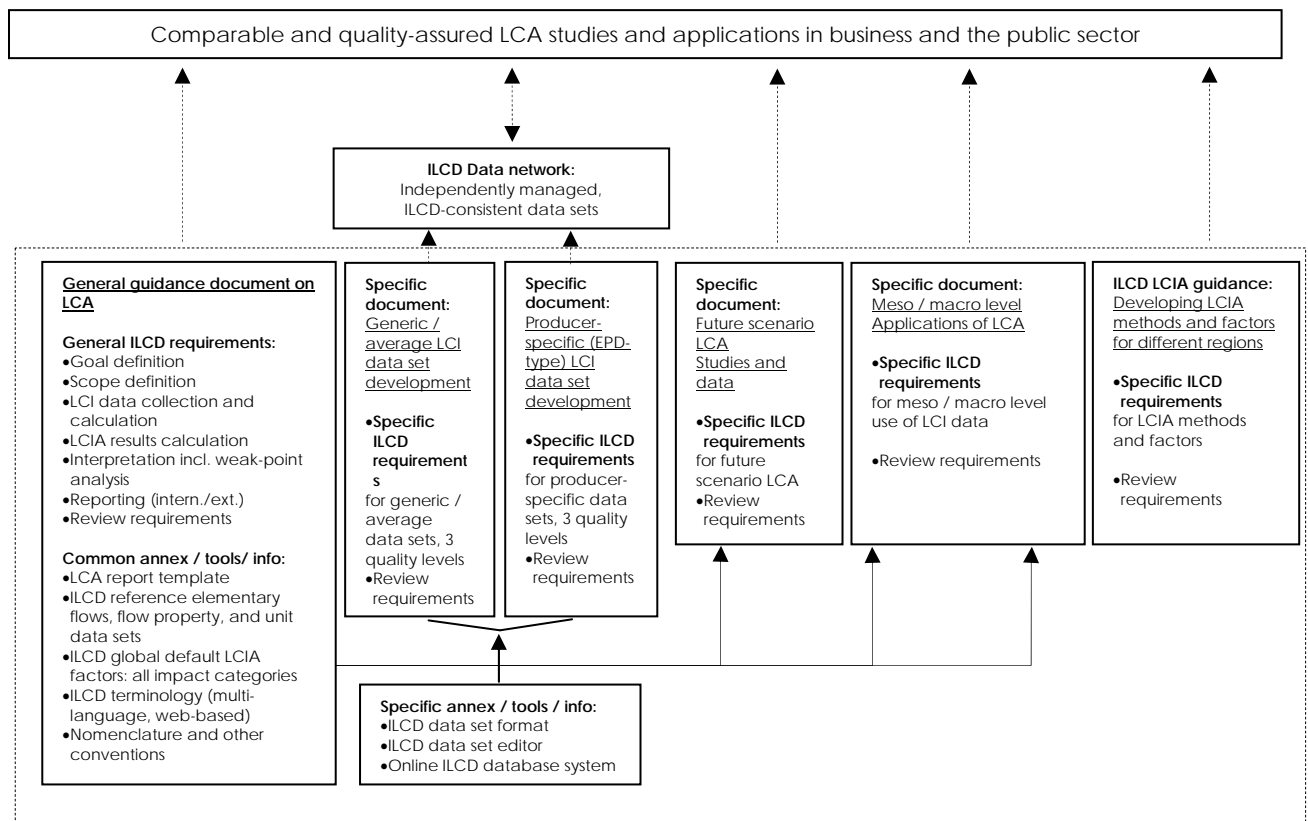 Comparable and quality-assured LCA studies and applications in business and the public sector
ILCD Data network:
Independently managed,
ILCD-consistent data sets
General guidance document on
LCA
General ILCD requirements:
•Goal definition
•Scope definition
•LCI data collection and
calculation
•LCIA results calculation
•Interpretation incl. weak-point
analysis
•Reporting (intern./ext.)
•Review requirements
Common annex / tools/ info:
•LCA report template
•ILCD reference elementary
flows, flow property, and unit
data sets
•ILCD global default LCIA
factors: all impact categories
•ILCD terminology (multi-
language, web-based)
•Nomenclature and other
conventions
Specific
document:
Generic /
average LCI
data set
development
•Specific
ILCD
requirement
s
for generic /
average
data sets, 3
quality levels
•Review
requirements
Specific
document:
Producer-
specific (EPD-
type) LCI
data set
development
•Specific ILCD
requirements
for producer-
specific data
sets, 3 quality
levels
•Review
requirements
Specific
document:
Future scenario
LCA
Studies and
data
•Specific ILCD
requirements
for future
scenario LCA
•Review
requirements
Specific document:
Meso / macro level
Applications of LCA
•Specific ILCD
requirements
for meso / macro level
use of LCI data
•Review requirements
ILCD LCIA guidance:
Developing LCIA
methods and factors
for different regions
•Specific ILCD
requirements
for LCIA methods
and factors
•Review
requirements
Specific annex / tools / info:
•ILCD data set format
•ILCD data set editor
•Online ILCD database system